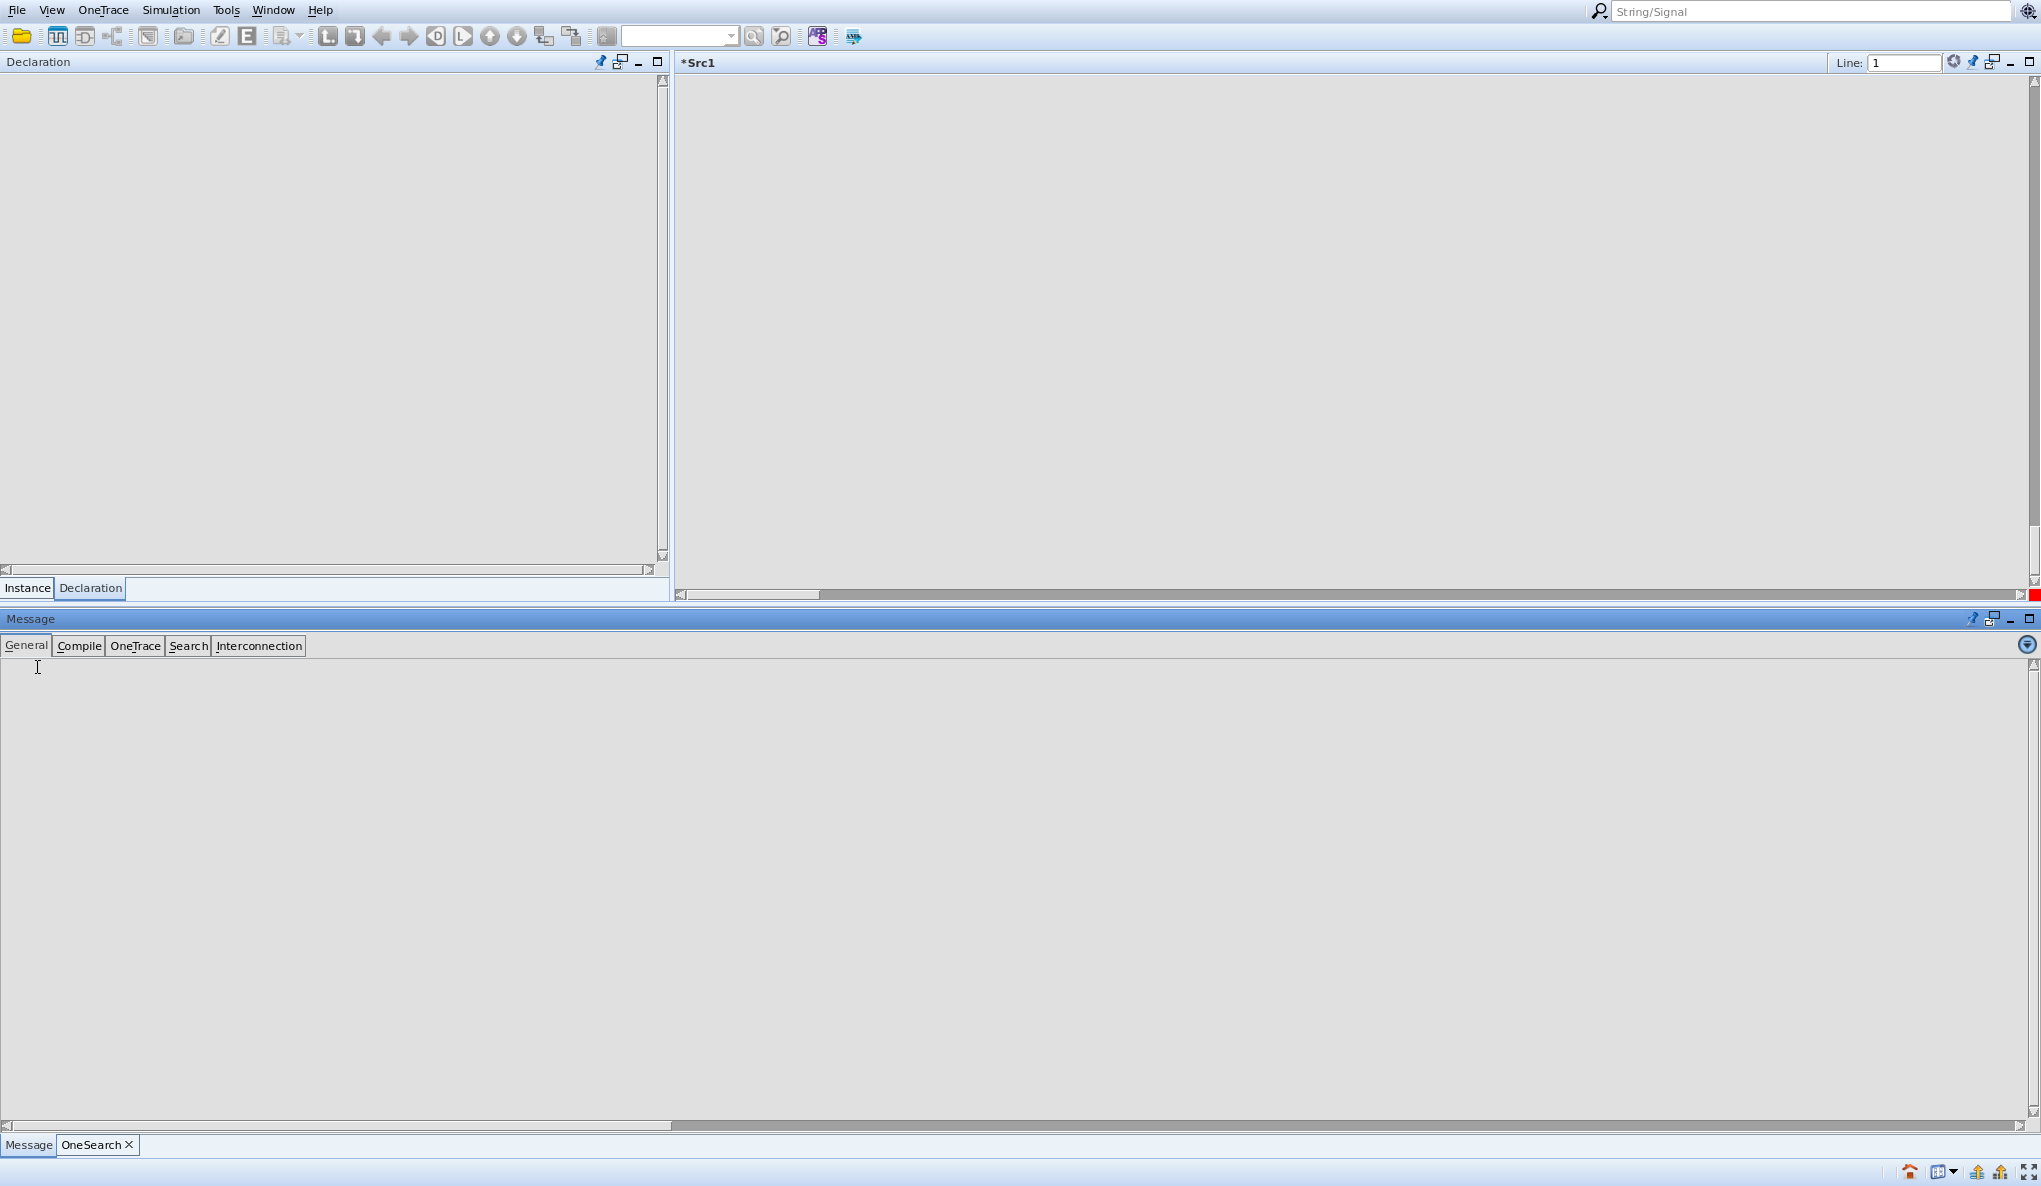 File View OneTrace Simulation Tools Window Help
String/Signal
E D L APPS
Declaration
*Src1
Line: 1
Instance Declaration
Message
General Compile OneTrace Search Interconnection
Message OneSearch